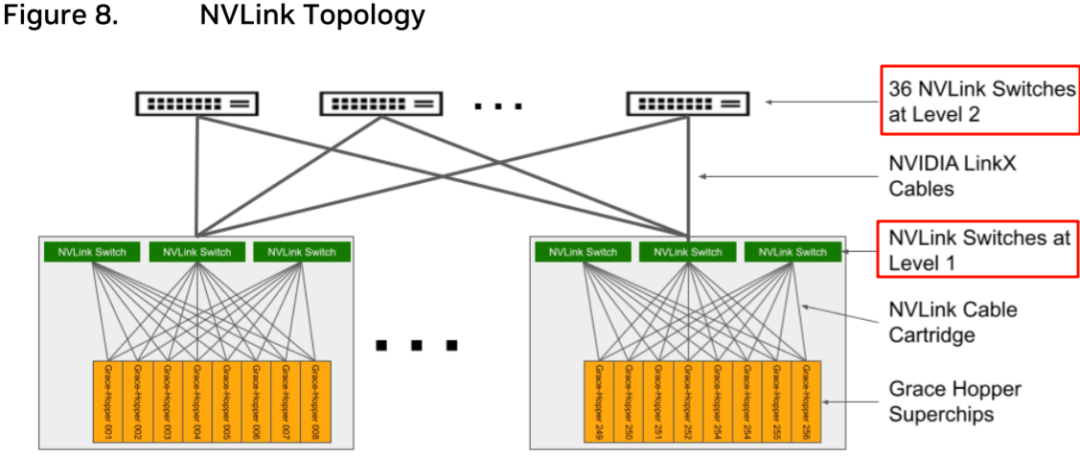 Figure 8. NVLink Topology
36 NVLink Switches
at Level 2
NVIDIA LinkX
Cables
NVLink Switch NVLink Switch NVLink Switch
NVLink Switch NVLink Switch NVLink Switch
NVLink Switches at
Level 1
NVLink Cable
Cartridge
Grace-Hopper 001
Grace-Hopper 002
Grace-Hopper 003
Grace-Hopper 004
Grace-Hopper 005
Grace-Hopper 006
Grace-Hopper 007
Grace-Hopper 008
Grace-Hopper 249
Grace-Hopper 250
Grace-Hopper 251
Grace-Hopper 252
Grace-Hopper 254
Grace-Hopper 254
Grace-Hopper 255
Grace-Hopper 256
Grace Hopper
Superchips